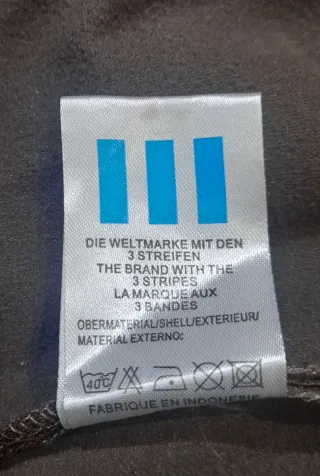 DIE WELTMARKE MIT DEN
3 STREIFEN
THE BRAND WITH THE
3 STRIPES
LA MARQUE AUX
3 BANDES
OBERMATERIAL/SHELL/EXTERIEUR/
MATERIAL EXTERNO:
40°C
FABRIQUE EN INDONESIE